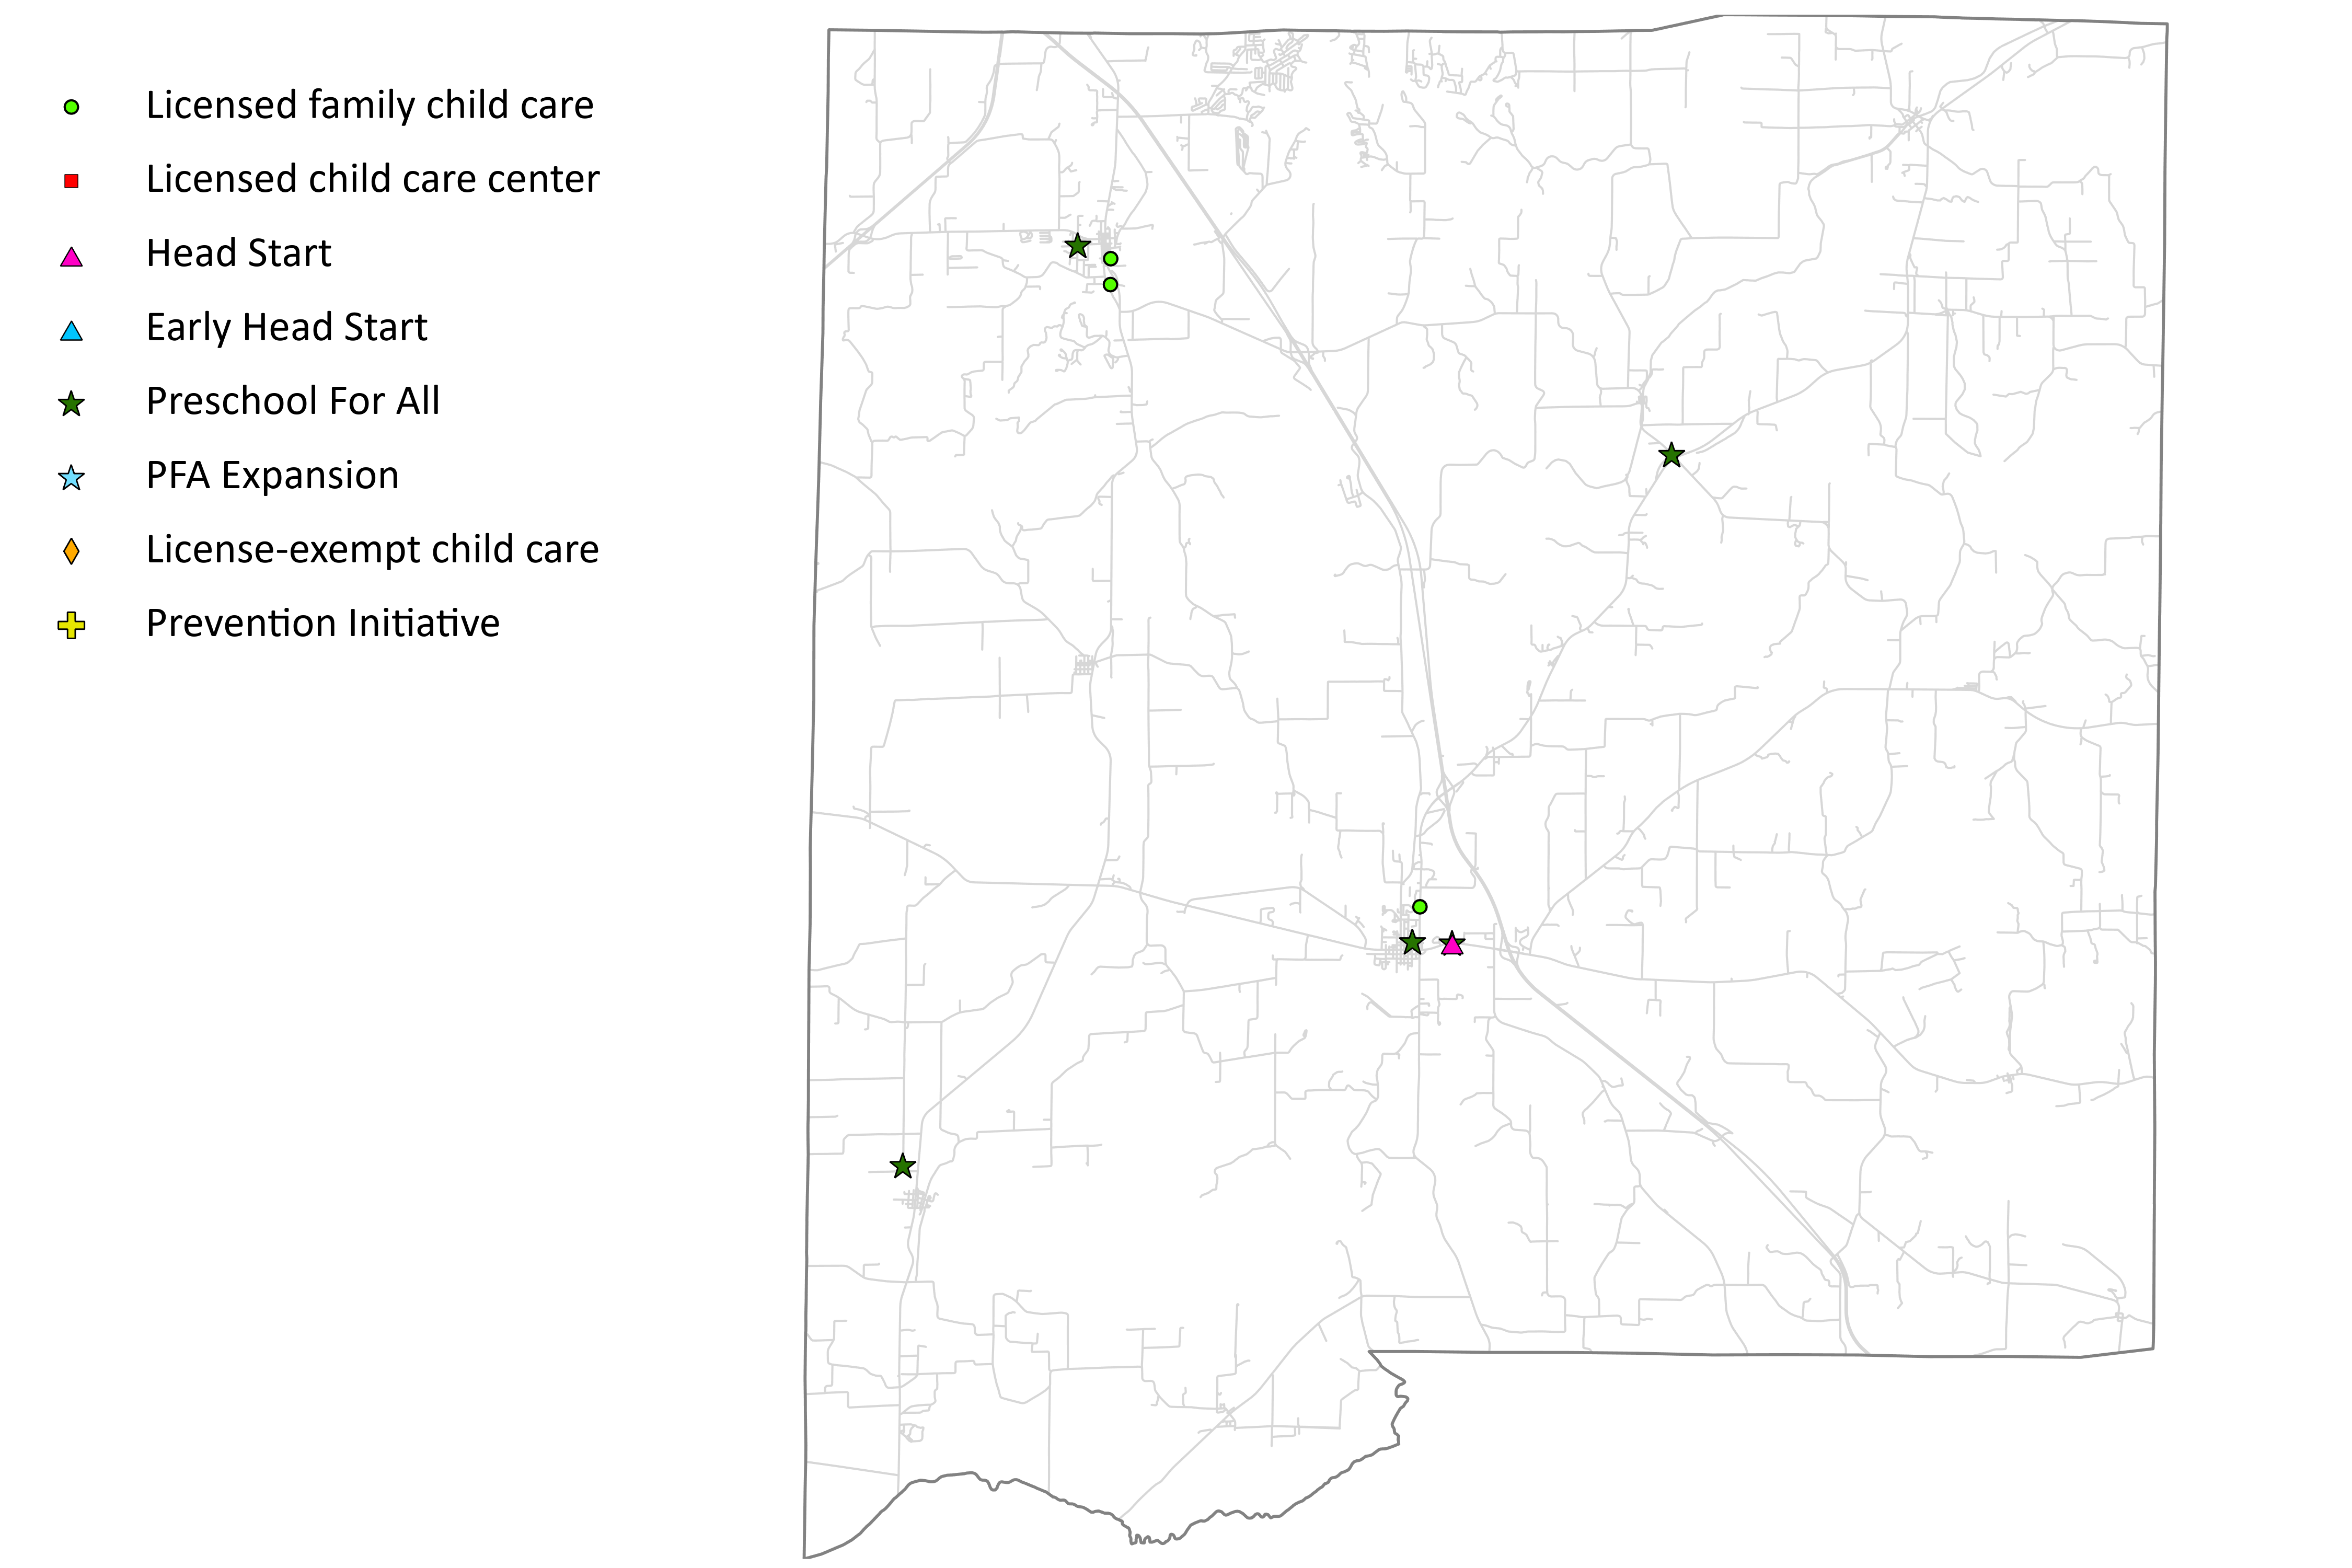 Licensed family child care
Licensed child care center
Head Start
Early Head Start
Preschool For All
PFA Expansion
License-exempt child care
Prevention Initiative